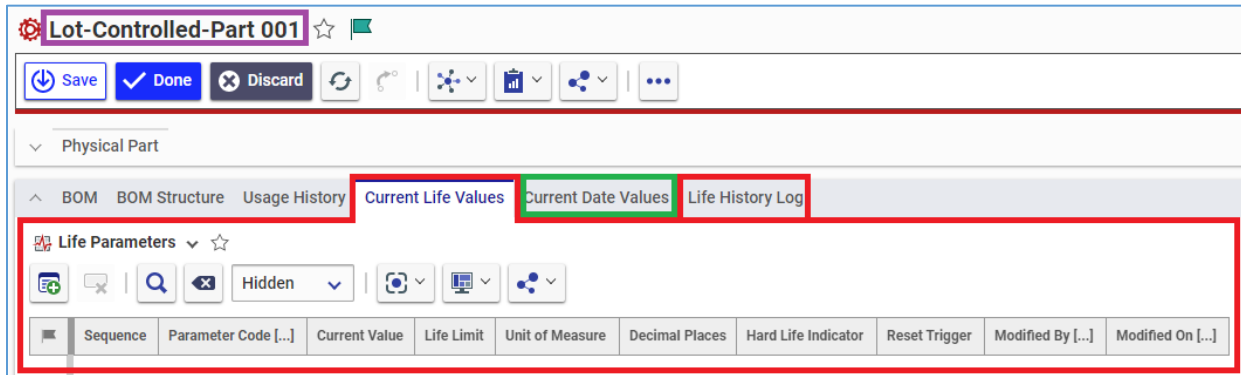 Lot-Controlled-Part 001
Save Done Discard
Physical Part
BOM BOM Structure Usage History Current Life Values Current Date Values Life History Log
Life Parameters
Hidden
Sequence Parameter Code [...] Current Value Life Limit Unit of Measure Decimal Places Hard Life Indicator Reset Trigger Modified By [...] Modified On [...]